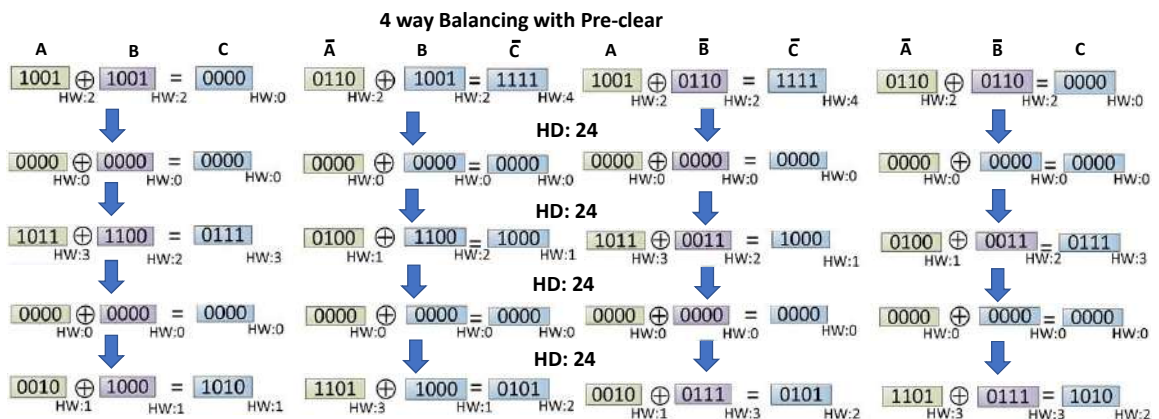 4 way Balancing with Pre-clear
A B C Ā B C̄ A B̄ C̄ Ā B̄ C
1001 ⊕ 1001 = 0000 0110 ⊕ 1001 = 1111 1001 ⊕ 0110 = 1111 0110 ⊕ 0110 = 0000
HW:2 HW:2 HW:0 HW:2 HW:2 HW:4 HW:2 HW:2 HW:4 HW:2 HW:2 HW:0
HD: 24
0000 ⊕ 0000 = 0000 0000 ⊕ 0000 = 0000 0000 ⊕ 0000 = 0000 0000 ⊕ 0000 = 0000
HW:0 HW:0 HW:0 HW:0 HW:0 HW:0 HW:0 HW:0 HW:0 HW:0 HW:0 HW:0
HD: 24
1011 ⊕ 1100 = 0111 0100 ⊕ 1100 = 1000 1011 ⊕ 0011 = 1000 0100 ⊕ 0011 = 0111
HW:3 HW:2 HW:3 HW:1 HW:2 HW:1 HW:3 HW:2 HW:1 HW:1 HW:2 HW:3
HD: 24
0000 ⊕ 0000 = 0000 0000 ⊕ 0000 = 0000 0000 ⊕ 0000 = 0000 0000 ⊕ 0000 = 0000
HW:0 HW:0 HW:0 HW:0 HW:0 HW:0 HW:0 HW:0 HW:0 HW:0 HW:0 HW:0
HD: 24
0010 ⊕ 1000 = 1010 1101 ⊕ 1000 = 0101 0010 ⊕ 0111 = 0101 1101 ⊕ 0111 = 1010
HW:1 HW:1 HW:2 HW:3 HW:1 HW:2 HW:1 HW:3 HW:2 HW:3 HW:3 HW:2